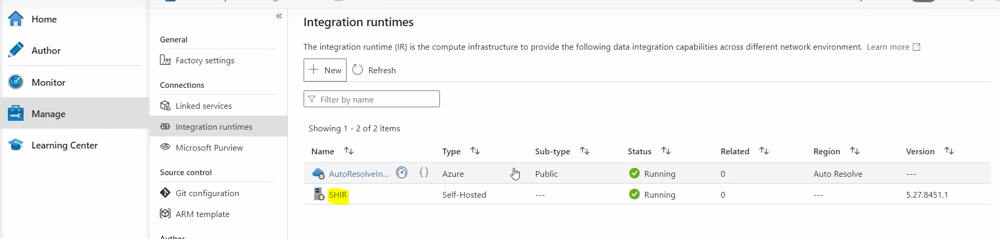 Home
Author
Monitor
Manage
Learning Center
General
Factory settings
Connections
Linked services
Integration runtimes
Microsoft Purview
Source control
Git configuration
ARM template
Author
Integration runtimes
The integration runtime (IR) is the compute infrastructure to provide the following data integration capabilities across different network environment. Learn more
New Refresh
Filter by name
Showing 1 - 2 of 2 items
Name Type Sub-type Status Related Region Version
AutoResolveIn... {} Azure Public Running 0 Auto Resolve ---
SHIR Self-Hosted --- Running 0 --- 5.27.8451.1